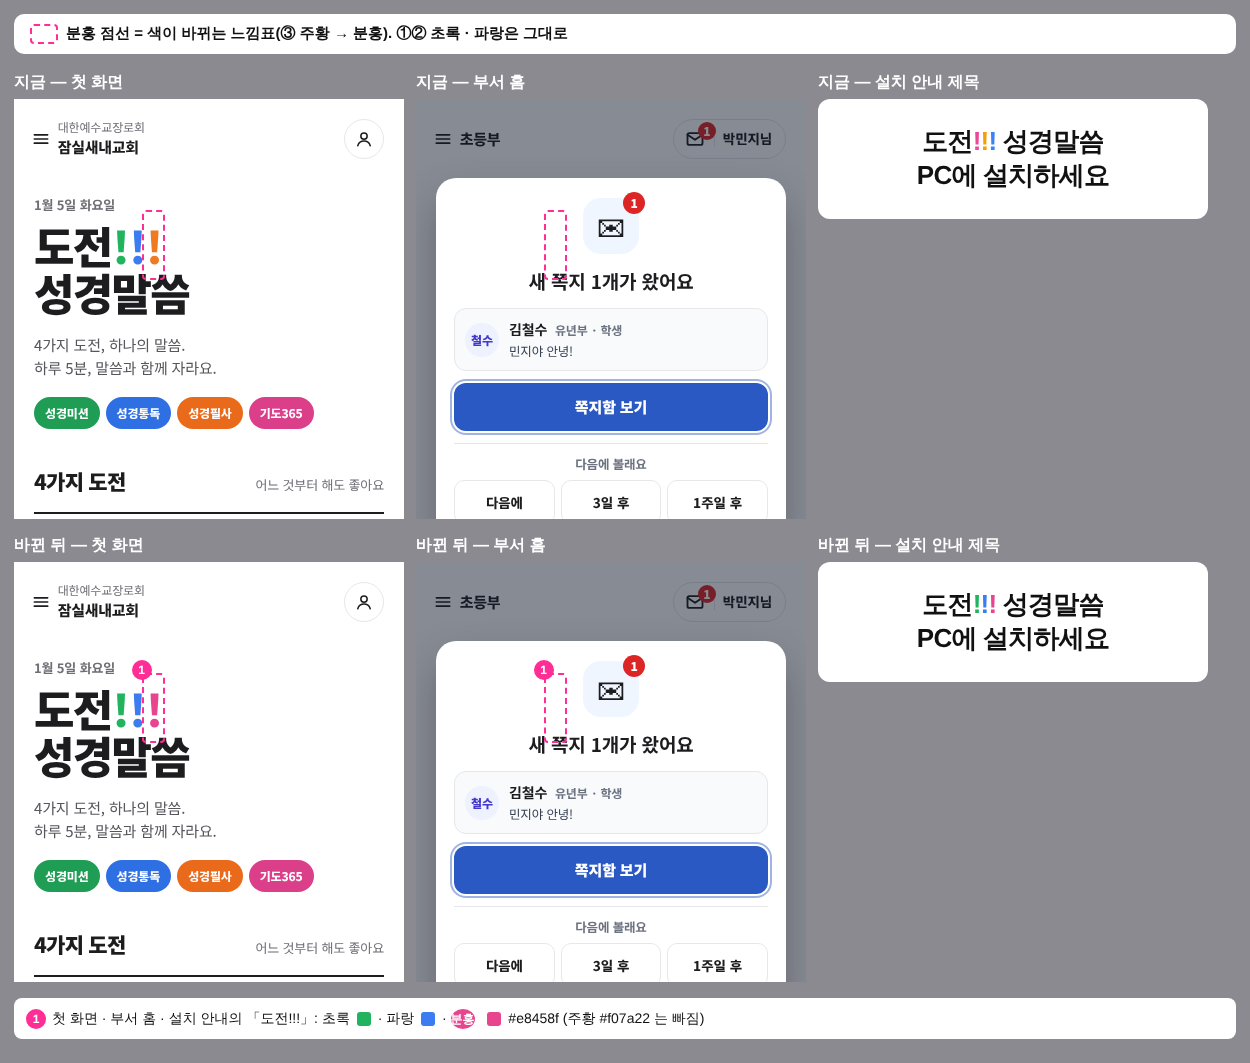 분홍 점선 = 색이 바뀌는 느낌표(③ 주황 → 분홍). ①② 초록 · 파랑은 그대로
지금 — 첫 화면
대한예수교장로회
잠실새내교회
1월 5일 화요일
도전!!!
성경말씀
4가지 도전, 하나의 말씀.
하루 5분, 말씀과 함께 자라요.
성경미션 성경통독 성경필사 기도365
4가지 도전 어느 것부터 해도 좋아요
지금 — 부서 홈
초등부 1 박민지님
1
새 쪽지 1개가 왔어요
철수 김철수 유년부 · 학생
민지야 안녕!
쪽지함 보기
다음에 볼래요
다음에 3일 후 1주일 후
지금 — 설치 안내 제목
도전!!! 성경말씀
PC에 설치하세요
바뀐 뒤 — 첫 화면
대한예수교장로회
잠실새내교회
1월 5일 화요일 1
도전!!!
성경말씀
4가지 도전, 하나의 말씀.
하루 5분, 말씀과 함께 자라요.
성경미션 성경통독 성경필사 기도365
4가지 도전 어느 것부터 해도 좋아요
바뀐 뒤 — 부서 홈
초등부 1 박민지님
1 1
새 쪽지 1개가 왔어요
철수 김철수 유년부 · 학생
민지야 안녕!
쪽지함 보기
다음에 볼래요
다음에 3일 후 1주일 후
바뀐 뒤 — 설치 안내 제목
도전!!! 성경말씀
PC에 설치하세요
1 첫 화면 · 부서 홈 · 설치 안내의 「도전!!!」: 초록 · 파랑 · 분홍 #e8458f (주황 #f07a22 는 빠짐)